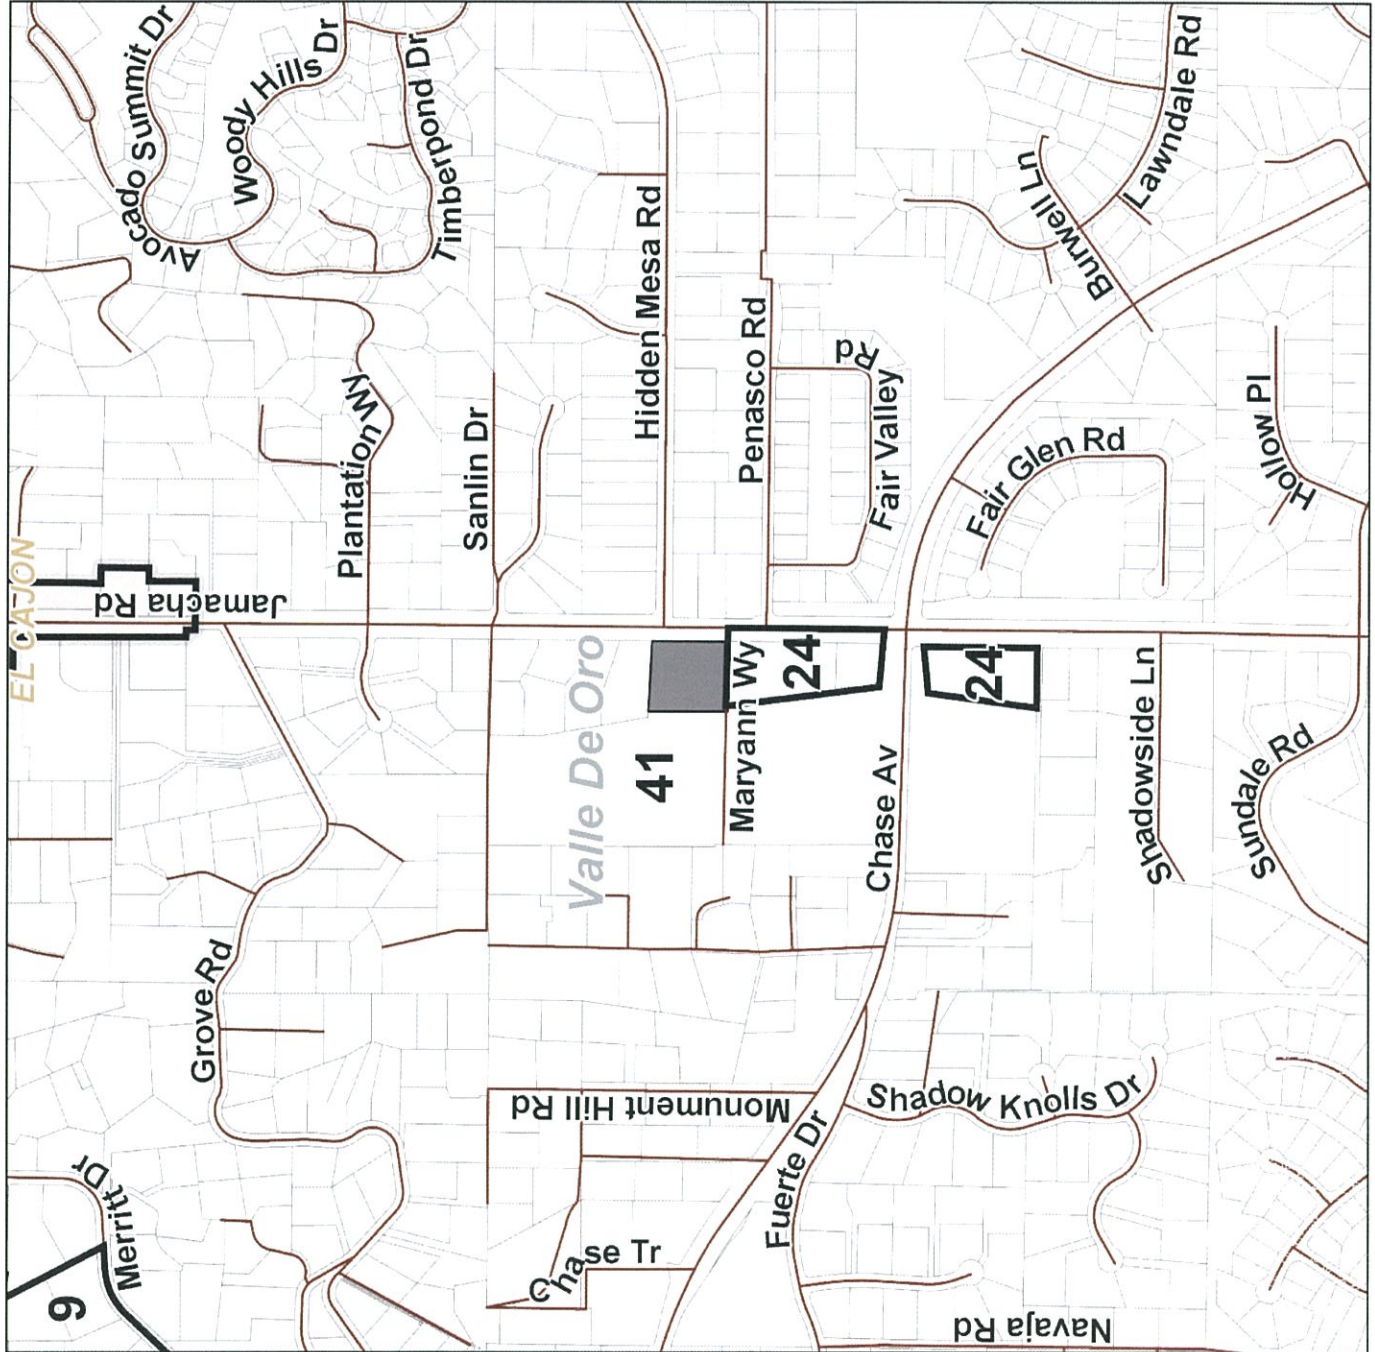 EL CAJON
Jamacha Rd
Avocado Summit Dr
Woody Hills Dr
Timberpond Dr
Plantation Wy
Sanlin Dr
Hidden Mesa Rd
Penasco Rd
Fair Valley Rd
Burwell Ln
Lawndale Rd
Fair Glen Rd
Hollow Pl
Valle De Oro
41
Maryann Wy
24
24
Chase Av
Shadowside Ln
Sundale Rd
Grove Rd
Merritt Dr
9
Monument Hill Rd
Chase Tr
Fuerte Dr
Shadow Knolls Dr
Navaja Rd